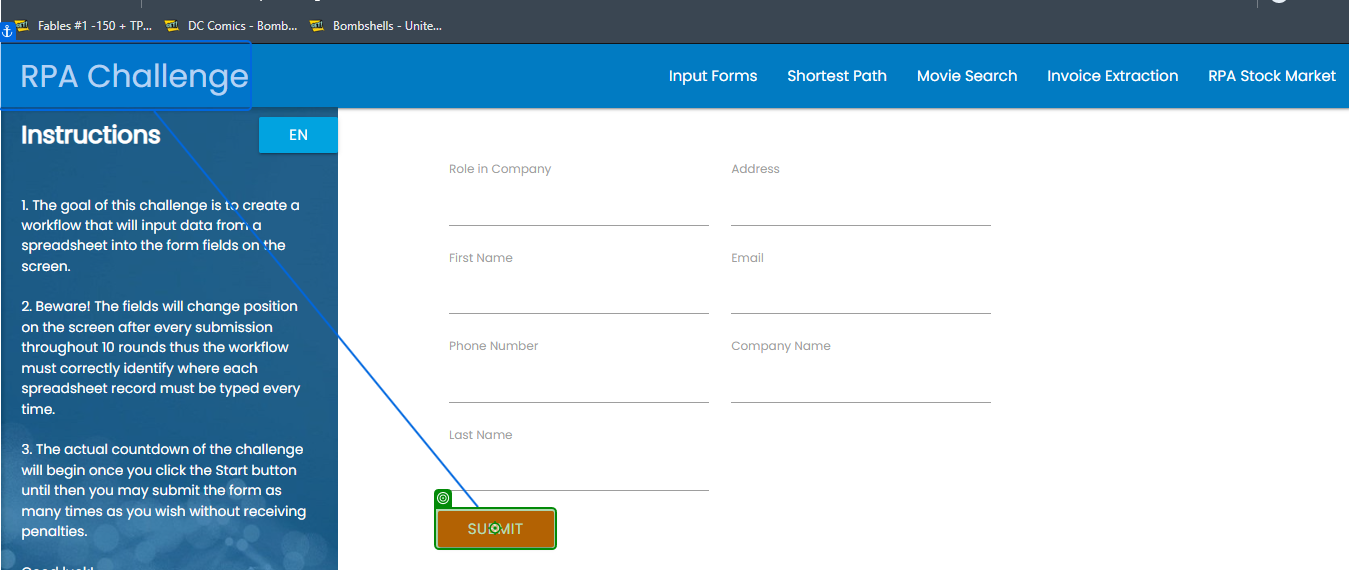 Fables #1 -150 + TP... DC Comics - Bomb... Bombshells - Unite...
RPA Challenge
Input Forms Shortest Path Movie Search Invoice Extraction RPA Stock Market
Instructions
EN
1. The goal of this challenge is to create a
workflow that will input data from a
spreadsheet into the form fields on the
screen.
2. Beware! The fields will change position
on the screen after every submission
throughout 10 rounds thus the workflow
must correctly identify where each
spreadsheet record must be typed every
time.
3. The actual countdown of the challenge
will begin once you click the Start button
until then you may submit the form as
many times as you wish without receiving
penalties.
Good luck!
Role in Company Address
First Name Email
Phone Number Company Name
Last Name
SUBMIT